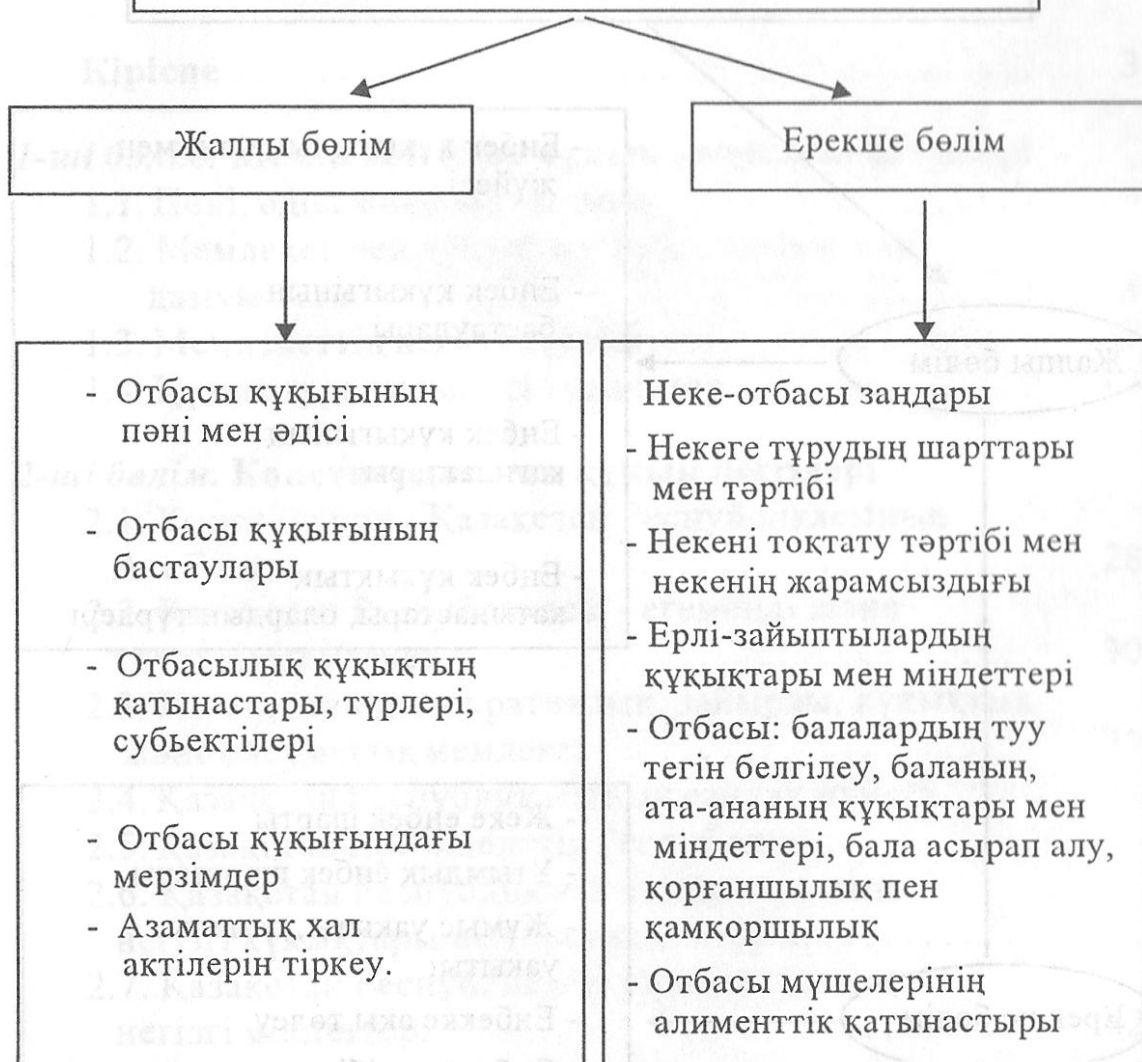 Жалпы бөлім
Ерекше бөлім
- Отбасы құқығының
пәні мен әдісі
- Отбасы құқығының
бастаулары
- Отбасылық құқықтың
қатынастары, түрлері,
субьектілері
- Отбасы құқығындағы
мерзімдер
- Азаматтық хал
актілерін тіркеу.
Неке-отбасы заңдары
- Некеге тұрудың шарттары
мен тәртібі
- Некені тоқтату тәртібі мен
некенің жарамсыздығы
- Ерлі-зайыптылардың
құқықтары мен міндеттері
- Отбасы: балалардың туу
тегін белгілеу, баланың,
ата-ананың құқықтары мен
міндеттері, бала асырап алу,
қорғаншылық пен
қамқоршылық
- Отбасы мүшелерінің
алименттік қатынастыры